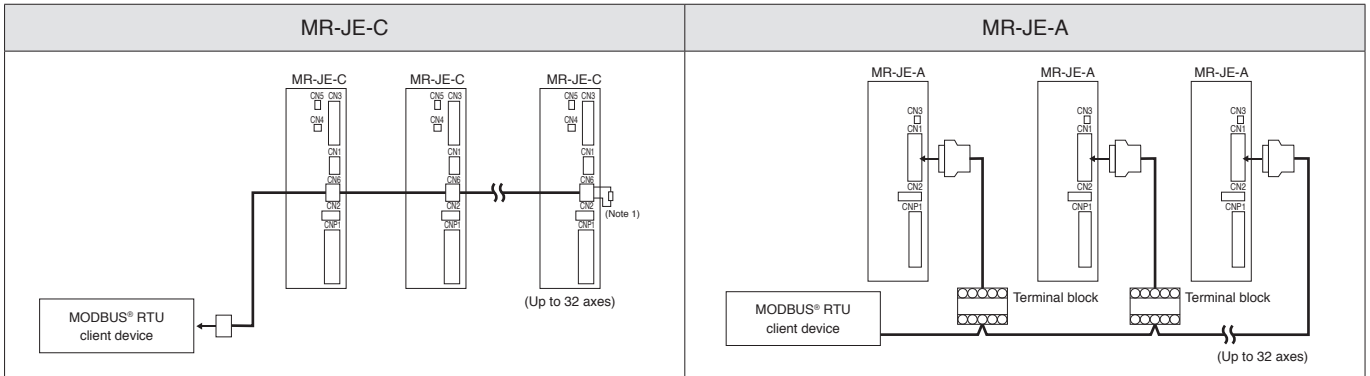 MR-JE-C
MR-JE-C MR-JE-C MR-JE-C
CN5 CN3 CN5 CN3 CN5 CN3
CN4 CN4 CN4
CN1 CN1 CN1
CN6 CN6 CN6
CN2 CN2 CN2
(Note 1)
CNP1 CNP1 CNP1
(Up to 32 axes)
MODBUS® RTU
client device
MR-JE-A
MR-JE-A MR-JE-A MR-JE-A
CN3 CN3 CN3
CN1 CN1 CN1
CN2 CN2 CN2
CNP1 CNP1 CNP1
Terminal block Terminal block
MODBUS® RTU
client device
(Up to 32 axes)